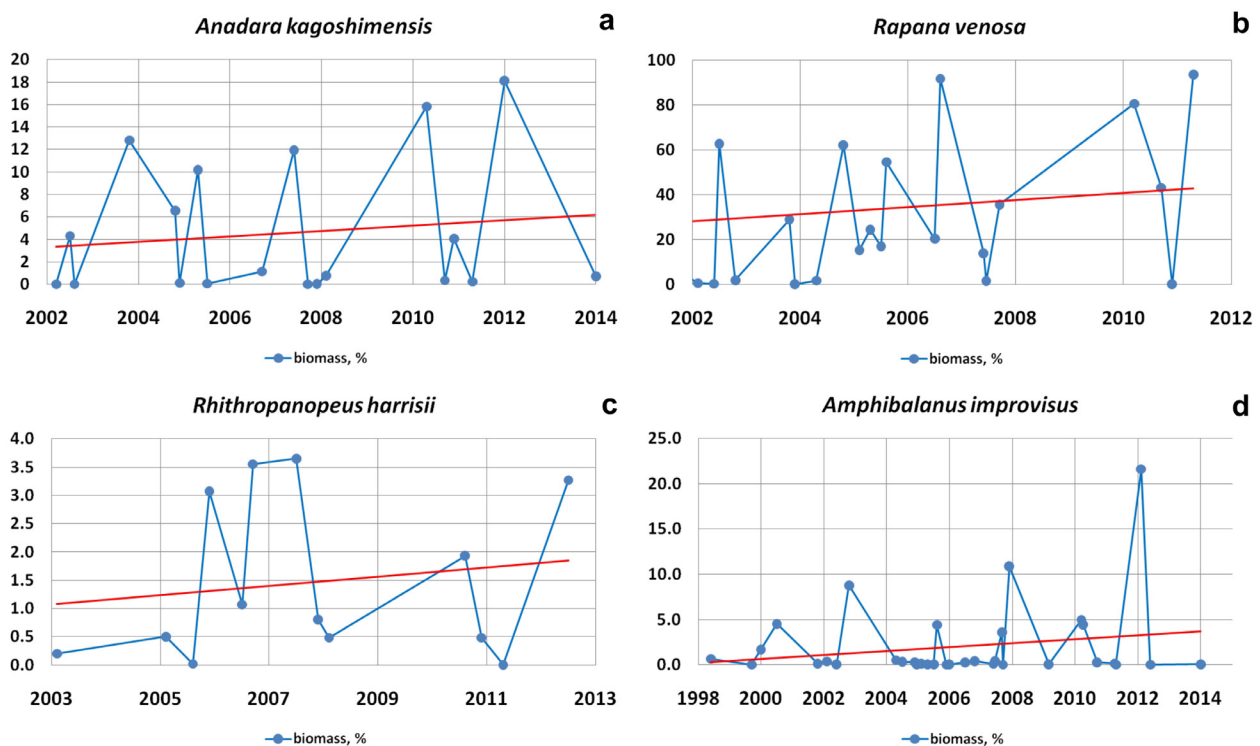 Anadara kagoshimensis
a
20
18
16
14
12
10
8
6
4
2
0
2002 2004 2006 2008 2010 2012 2014
biomass, %
Rapana venosa
b
100
80
60
40
20
0
2002 2004 2006 2008 2010 2012
biomass, %
Rhithropanopeus harrisii
c
4.0
3.5
3.0
2.5
2.0
1.5
1.0
0.5
0.0
2003 2005 2007 2009 2011 2013
biomass, %
Amphibalanus improvisus
d
25.0
20.0
15.0
10.0
5.0
0.0
1998 2000 2002 2004 2006 2008 2010 2012 2014
biomass, %